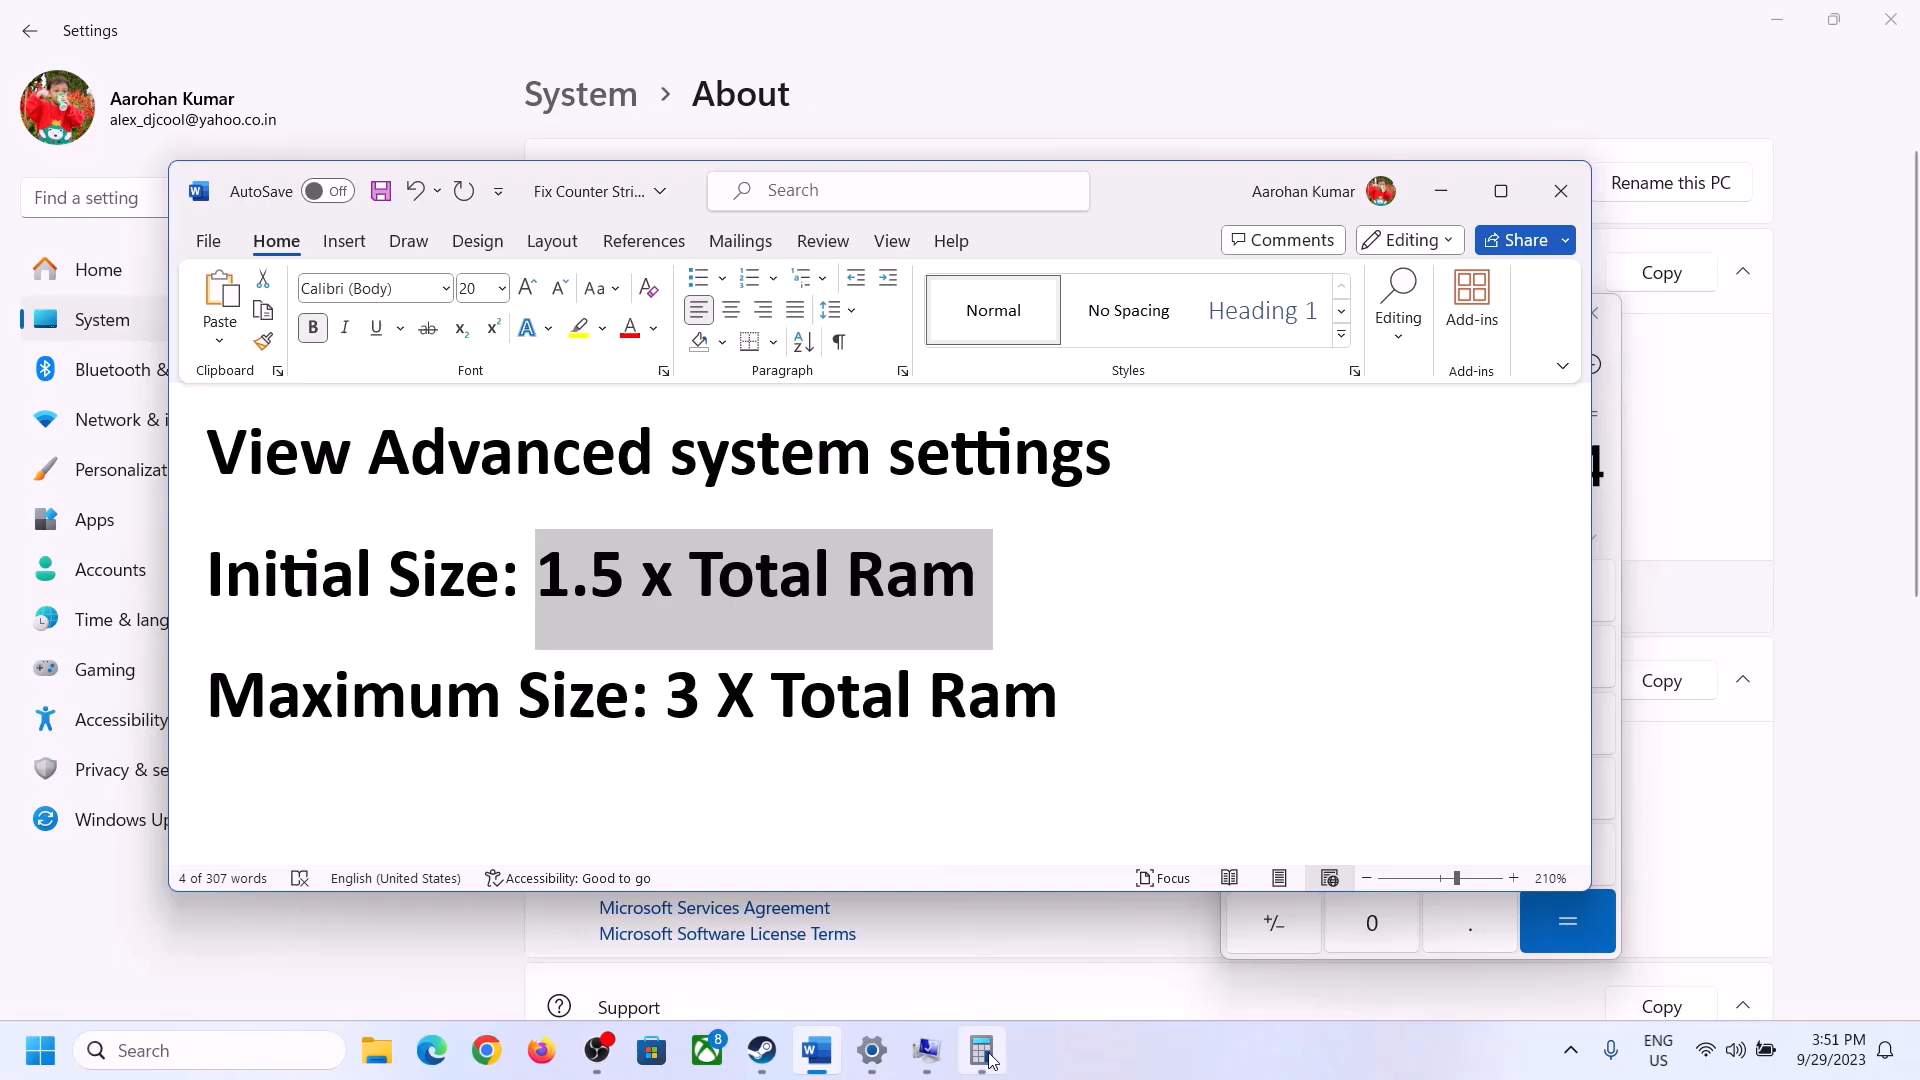 Settings
Aarohan Kumar
alex_djcool@yahoo.co.in
System > About
Find a setting
Rename this PC
Home
System
Bluetooth &
Network & i
Personalizat
Apps
Accounts
Time & lang
Gaming
Accessibility
Privacy & se
Windows Up
AutoSave Off
Fix Counter Stri...
Search
Aarohan Kumar
File Home Insert Draw Design Layout References Mailings Review View Help
Comments Editing Share
Paste
Calibri (Body) 20
Normal No Spacing Heading 1
Editing
Add-ins
Clipboard Font Paragraph Styles Add-ins
Copy
View Advanced system settings
Initial Size: 1.5 x Total Ram
Maximum Size: 3 X Total Ram
Copy
4 of 307 words English (United States) Accessibility: Good to go
Focus 210%
Microsoft Services Agreement
Microsoft Software License Terms
+/- 0 . =
Support
Copy
Search
8
ENG
US
3:51 PM
9/29/2023